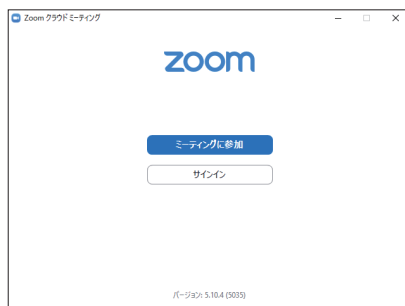 Zoom クラウド ミーティング
zoom
ミーティングに参加
サインイン
バージョン: 5.10.4 (5035)